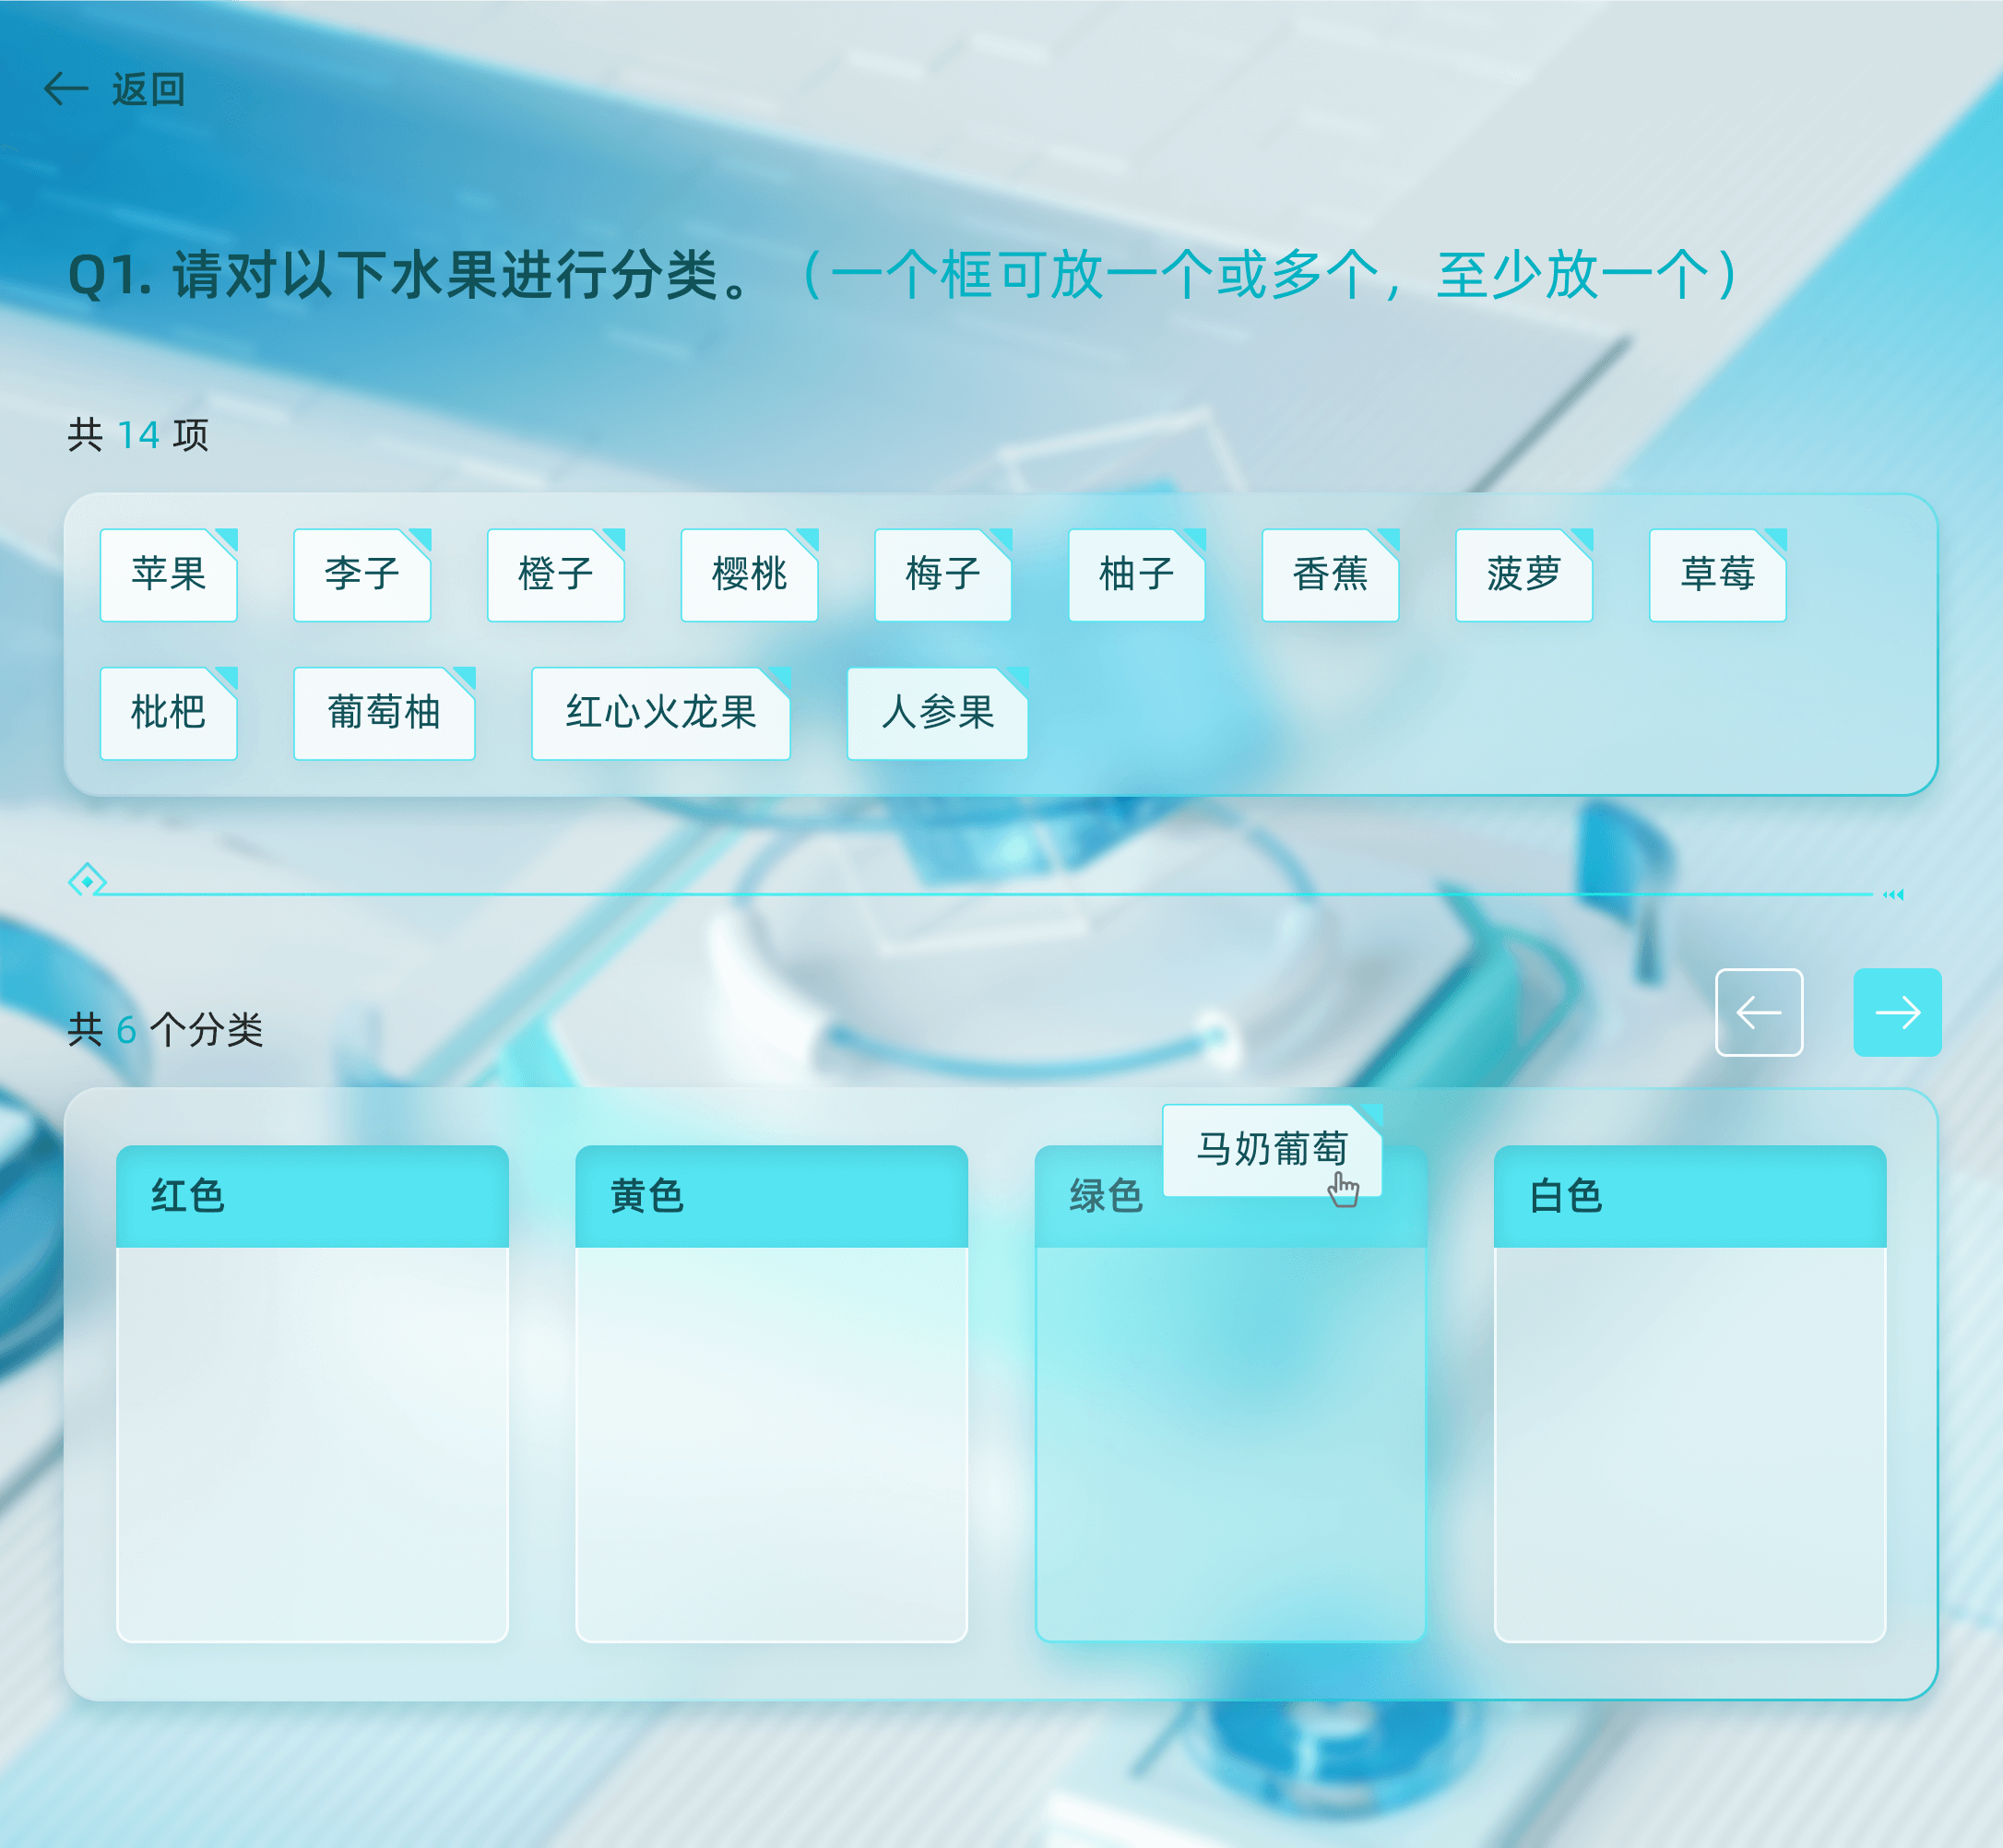 返回
Q1. 请对以下水果进行分类。（一个框可放一个或多个，至少放一个）
共 14 项
苹果 李子 橙子 樱桃 梅子 柚子 香蕉 菠萝 草莓
枇杷 葡萄柚 红心火龙果 人参果
共 6 个分类
马奶葡萄
红色 黄色 绿色 白色